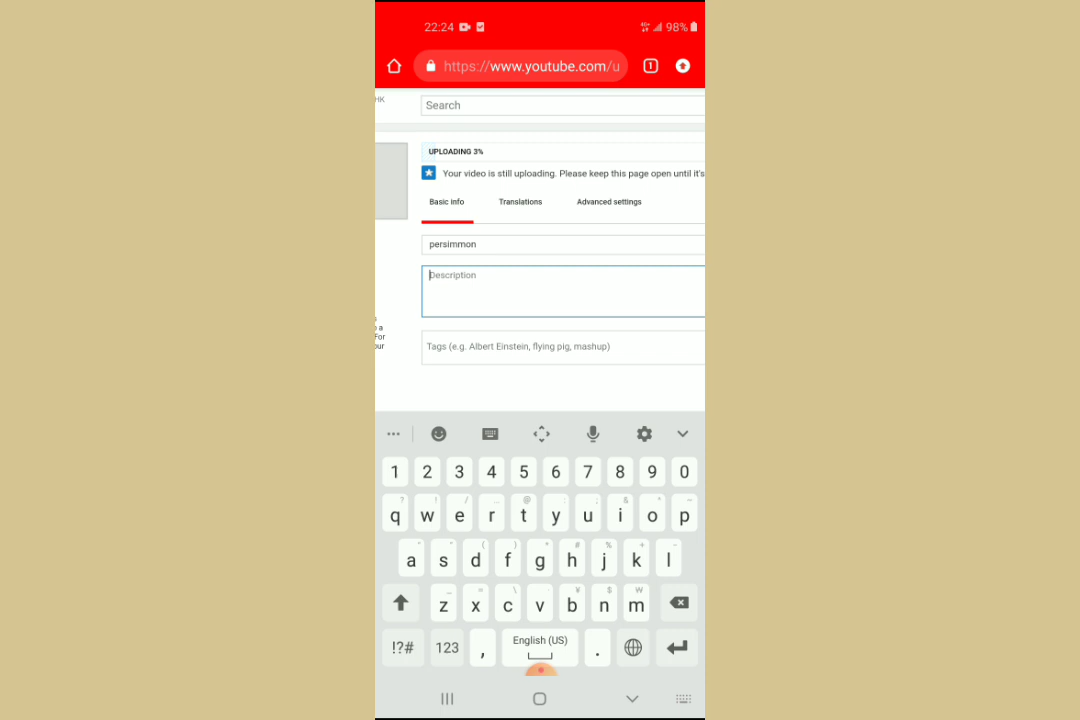 22:24 98%
https://www.youtube.com/u 1
HK
Search
UPLOADING 3%
Your video is still uploading. Please keep this page open until it's
Basic info Translations Advanced settings
persimmon
Description
a
For
our
Tags (e.g. Albert Einstein, flying pig, mashup)
1 2 3 4 5 6 7 8 9 0
q w e r t y u i o p
a s d f g h j k l
z x c v b n m
!?# 123 , English (US) .